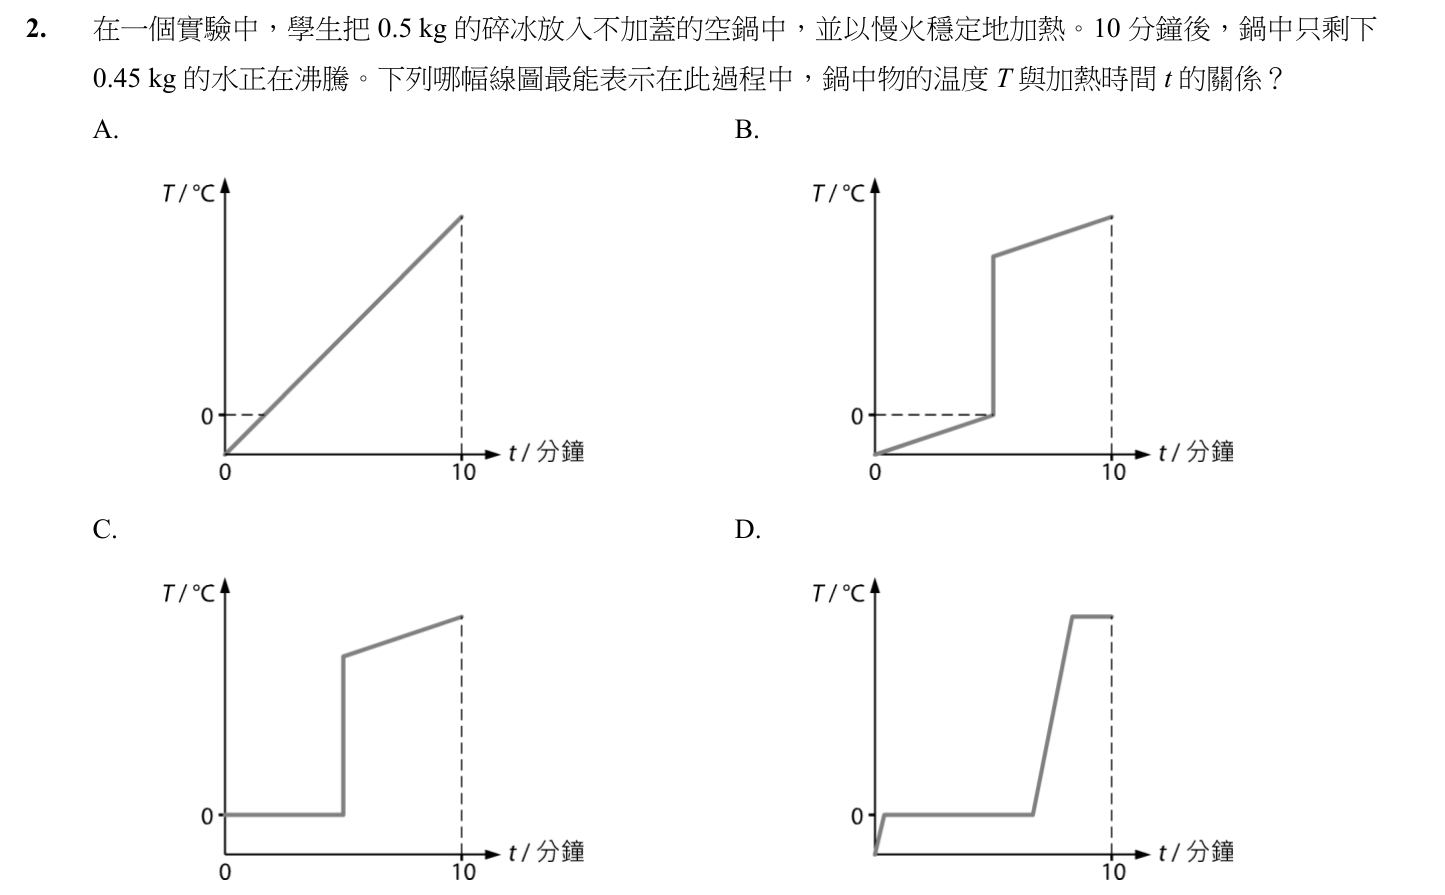 2. 在一個實驗中，學生把 0.5 kg 的碎冰放入不加蓋的空鍋中，並以慢火穩定地加熱。10 分鐘後，鍋中只剩下
0.45 kg 的水正在沸騰。下列哪幅線圖最能表示在此過程中，鍋中物的温度 T 與加熱時間 t 的關係？
A. B.
T / °C T / °C
0 0
t / 分鐘 t / 分鐘
0 10 0 10
C. D.
T / °C T / °C
0 0
t / 分鐘 t / 分鐘
0 10 10